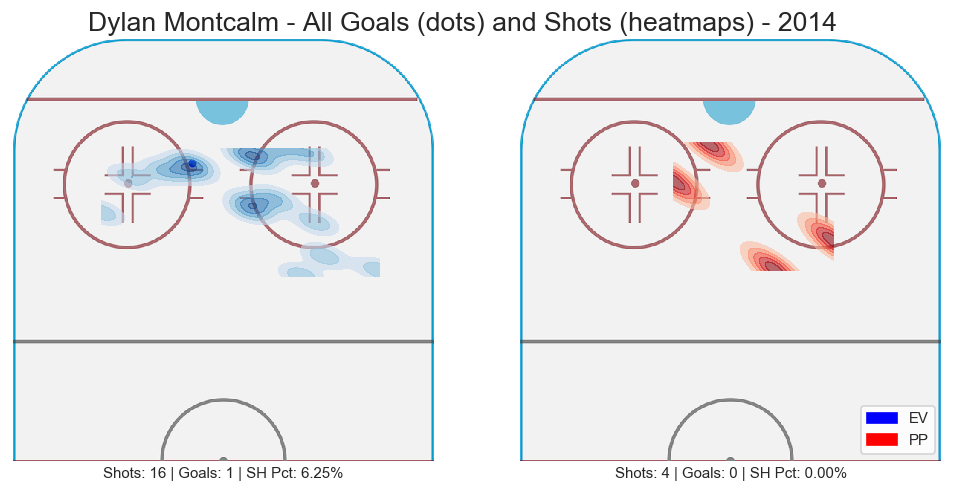 Dylan Montcalm - All Goals (dots) and Shots (heatmaps) - 2014
EV
PP
Shots: 16 | Goals: 1 | SH Pct: 6.25%
Shots: 4 | Goals: 0 | SH Pct: 0.00%